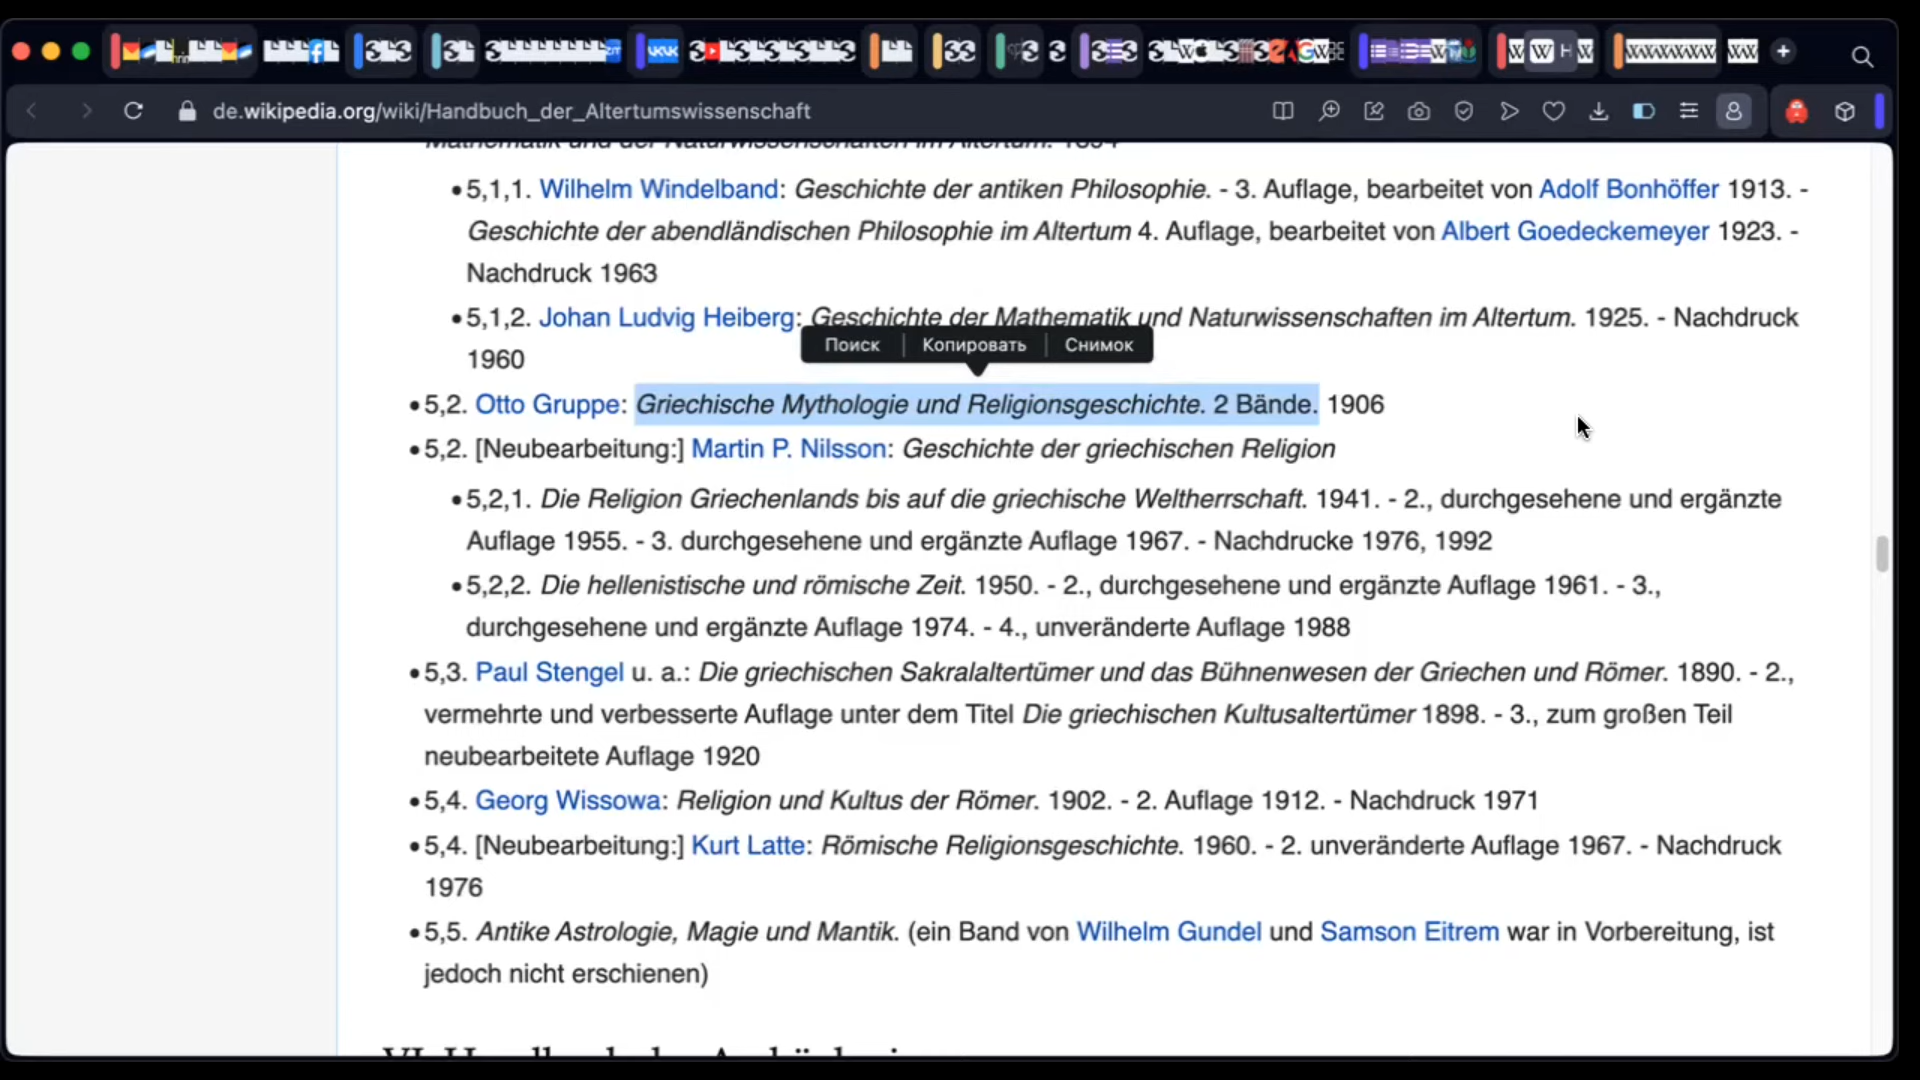 de.wikipedia.org/wiki/Handbuch_der_Altertumswissenschaft
Mathematik und der Naturwissenschaften im Altertum. 1894
5,1,1. Wilhelm Windelband: Geschichte der antiken Philosophie. - 3. Auflage, bearbeitet von Adolf Bonhöffer 1913. -
Geschichte der abendländischen Philosophie im Altertum 4. Auflage, bearbeitet von Albert Goedeckemeyer 1923. -
Nachdruck 1963
5,1,2. Johan Ludvig Heiberg: Geschichte der Mathematik und Naturwissenschaften im Altertum. 1925. - Nachdruck
Поиск Копировать Снимок
1960
5,2. Otto Gruppe: Griechische Mythologie und Religionsgeschichte. 2 Bände. 1906
5,2. [Neubearbeitung:] Martin P. Nilsson: Geschichte der griechischen Religion
5,2,1. Die Religion Griechenlands bis auf die griechische Weltherrschaft. 1941. - 2., durchgesehene und ergänzte
Auflage 1955. - 3. durchgesehene und ergänzte Auflage 1967. - Nachdrucke 1976, 1992
5,2,2. Die hellenistische und römische Zeit. 1950. - 2., durchgesehene und ergänzte Auflage 1961. - 3.,
durchgesehene und ergänzte Auflage 1974. - 4., unveränderte Auflage 1988
5,3. Paul Stengel u. a.: Die griechischen Sakralaltertümer und das Bühnenwesen der Griechen und Römer. 1890. - 2.,
vermehrte und verbesserte Auflage unter dem Titel Die griechischen Kultusaltertümer 1898. - 3., zum großen Teil
neubearbeitete Auflage 1920
5,4. Georg Wissowa: Religion und Kultus der Römer. 1902. - 2. Auflage 1912. - Nachdruck 1971
5,4. [Neubearbeitung:] Kurt Latte: Römische Religionsgeschichte. 1960. - 2. unveränderte Auflage 1967. - Nachdruck
1976
5,5. Antike Astrologie, Magie und Mantik. (ein Band von Wilhelm Gundel und Samson Eitrem war in Vorbereitung, ist
jedoch nicht erschienen)